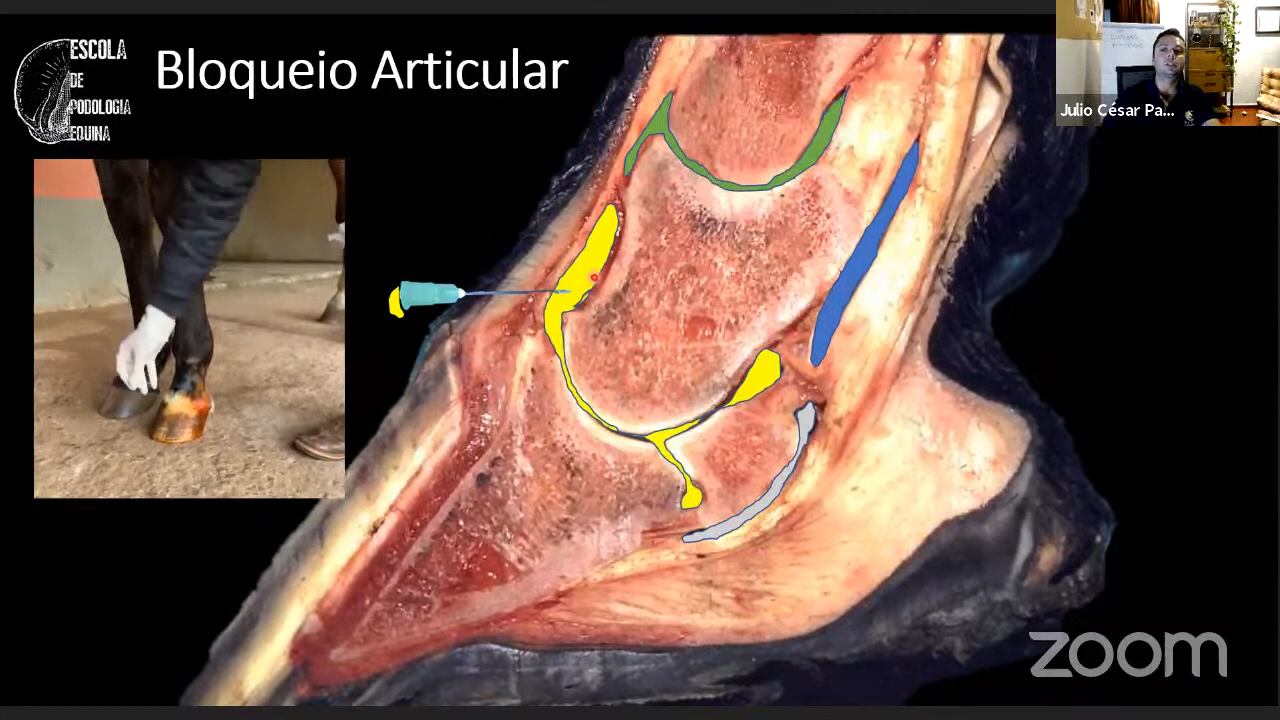 ESCOLA
DE
PODOLOGIA
EQUINA
Bloqueio Articular
Julio César Pa...
zoom